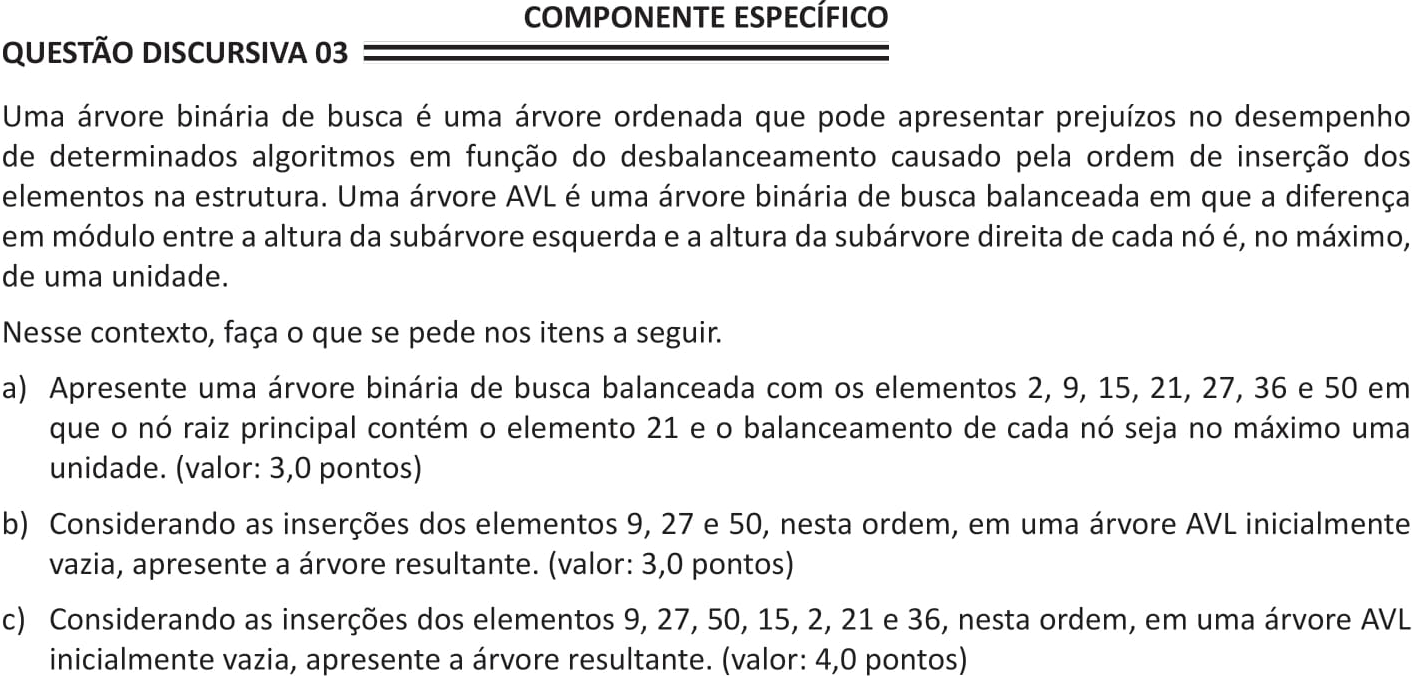 COMPONENTE ESPECÍFICO
QUESTÃO DISCURSIVA 03
Uma árvore binária de busca é uma árvore ordenada que pode apresentar prejuízos no desempenho
de determinados algoritmos em função do desbalanceamento causado pela ordem de inserção dos
elementos na estrutura. Uma árvore AVL é uma árvore binária de busca balanceada em que a diferença
em módulo entre a altura da subárvore esquerda e a altura da subárvore direita de cada nó é, no máximo,
de uma unidade.
Nesse contexto, faça o que se pede nos itens a seguir.
a) Apresente uma árvore binária de busca balanceada com os elementos 2, 9, 15, 21, 27, 36 e 50 em
que o nó raiz principal contém o elemento 21 e o balanceamento de cada nó seja no máximo uma
unidade. (valor: 3,0 pontos)
b) Considerando as inserções dos elementos 9, 27 e 50, nesta ordem, em uma árvore AVL inicialmente
vazia, apresente a árvore resultante. (valor: 3,0 pontos)
c) Considerando as inserções dos elementos 9, 27, 50, 15, 2, 21 e 36, nesta ordem, em uma árvore AVL
inicialmente vazia, apresente a árvore resultante. (valor: 4,0 pontos)